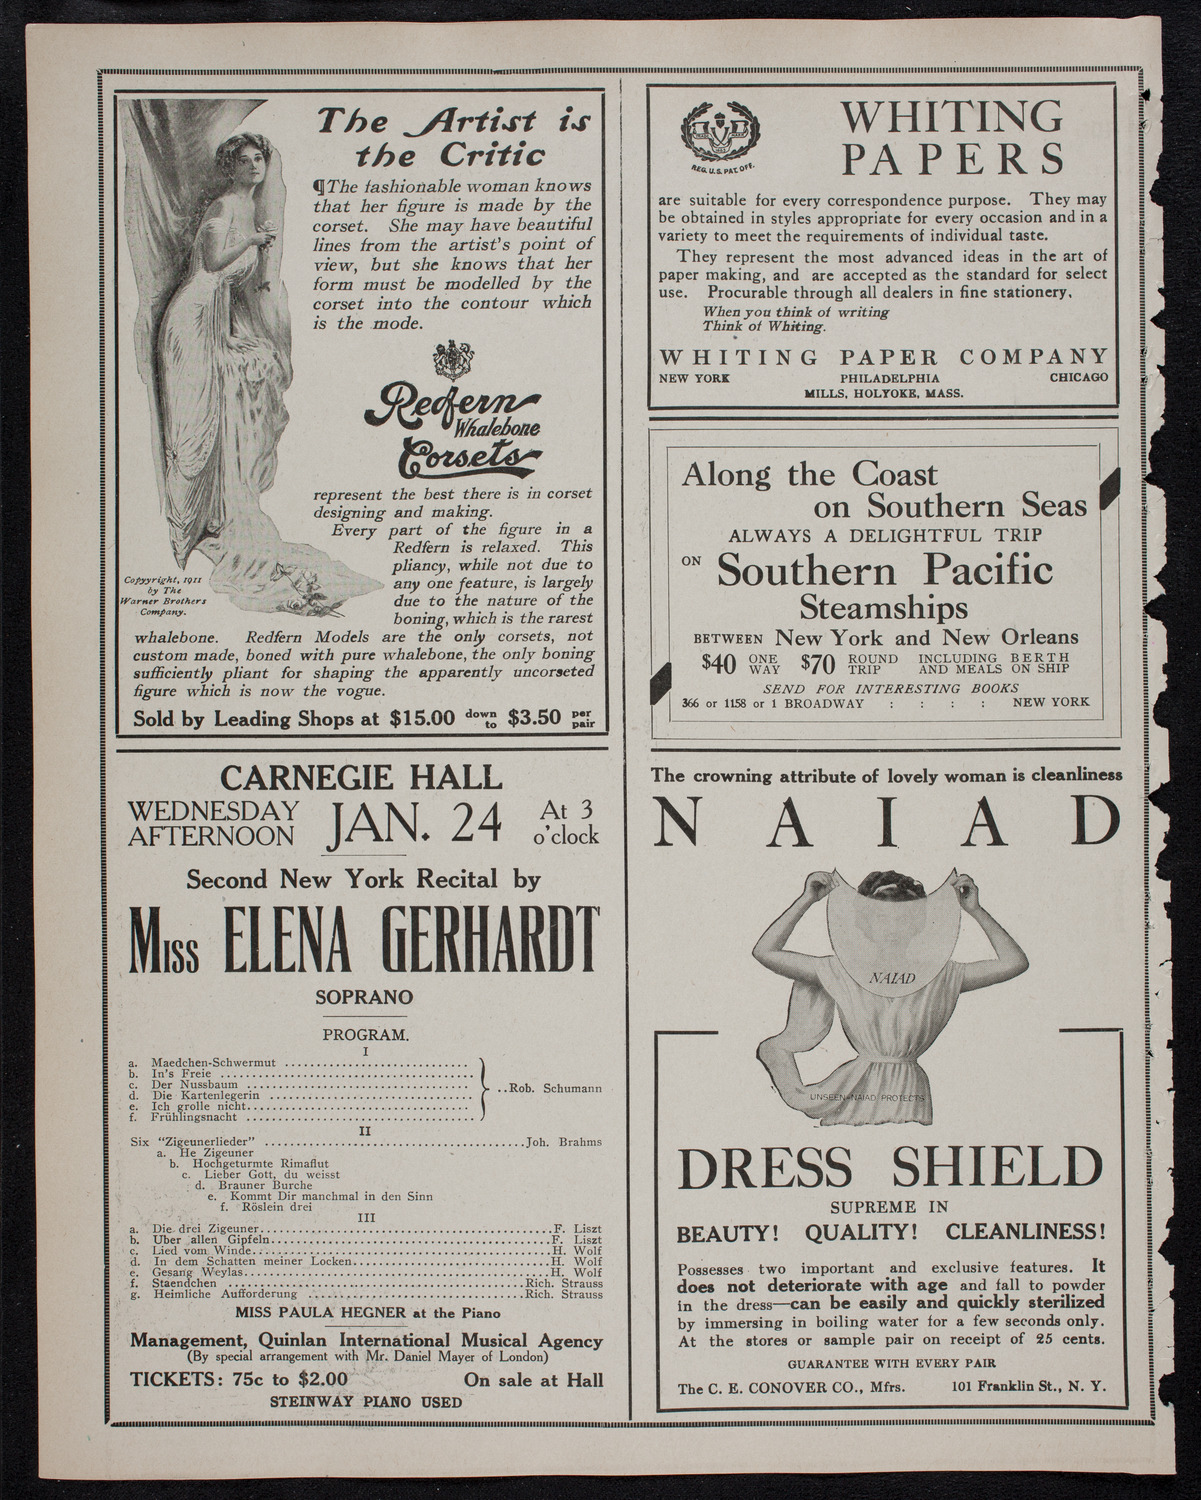 The Artist is
the Critic
¶The fashionable woman knows
that her figure is made by the
corset. She may have beautiful
lines from the artist's point of
view, but she knows that her
form must be modelled by the
corset into the contour which
is the mode.
Redfern
Whalebone
Corsets
represent the best there is in corset
designing and making.
Every part of the figure in a
Redfern is relaxed. This
pliancy, while not due to
any one feature, is largely
due to the nature of the
boning, which is the rarest
Copyright, 1911
by The
Warner Brothers
Company.
whalebone. Redfern Models are the only corsets, not
custom made, boned with pure whalebone, the only boning
sufficiently pliant for shaping the apparently uncorseted
figure which is now the vogue.
Sold by Leading Shops at $15.00 down to $3.50 per pair
CARNEGIE HALL
WEDNESDAY AFTERNOON JAN. 24 At 3 o'clock
Second New York Recital by
Miss ELENA GERHARDT
SOPRANO
PROGRAM.
I
a. Maedchen-Schwermut
b. In's Freie
c. Der Nussbaum
d. Die Kartenlegerin
e. Ich grolle nicht
f. Frühlingsnacht
..Rob. Schumann
II
Six "Zigeunerlieder" ....Joh. Brahms
a. He Zigeuner
b. Hochgeturmte Rimaflut
c. Lieber Gott, du weisst
d. Brauner Burche
e. Kommt Dir manchmal in den Sinn
f. Röslein drei
III
a. Die drei Zigeuner....F. Liszt
b. Uber allen Gipfeln....F. Liszt
c. Lied vom Winde....H. Wolf
d. In dem Schatten meiner Locken....H. Wolf
e. Gesang Weylas....H. Wolf
f. Staendchen ....Rich. Strauss
g. Heimliche Aufforderung ....Rich. Strauss
MISS PAULA HEGNER at the Piano
Management, Quinlan International Musical Agency
(By special arrangement with Mr. Daniel Mayer of London)
TICKETS: 75c to $2.00 On sale at Hall
STEINWAY PIANO USED
REG. U.S. PAT. OFF.
WHITING
PAPERS
are suitable for every correspondence purpose. They may
be obtained in styles appropriate for every occasion and in a
variety to meet the requirements of individual taste.
They represent the most advanced ideas in the art of
paper making, and are accepted as the standard for select
use. Procurable through all dealers in fine stationery.
When you think of writing
Think of Whiting.
WHITING PAPER COMPANY
NEW YORK PHILADELPHIA CHICAGO
MILLS, HOLYOKE, MASS.
Along the Coast
on Southern Seas
ALWAYS A DELIGHTFUL TRIP
ON Southern Pacific
Steamships
BETWEEN New York and New Orleans
$40 ONE WAY $70 ROUND TRIP INCLUDING BERTH AND MEALS ON SHIP
SEND FOR INTERESTING BOOKS
366 or 1158 or 1 BROADWAY : : : : NEW YORK
The crowning attribute of lovely woman is cleanliness
NAIAD
NAIAD
UNSEEN-NAIAD PROTECTS
DRESS SHIELD
SUPREME IN
BEAUTY! QUALITY! CLEANLINESS!
Possesses two important and exclusive features. It
does not deteriorate with age and fall to powder
in the dress—can be easily and quickly sterilized
by immersing in boiling water for a few seconds only.
At the stores or sample pair on receipt of 25 cents.
GUARANTEE WITH EVERY PAIR
The C. E. CONOVER CO., Mfrs. 101 Franklin St., N. Y.